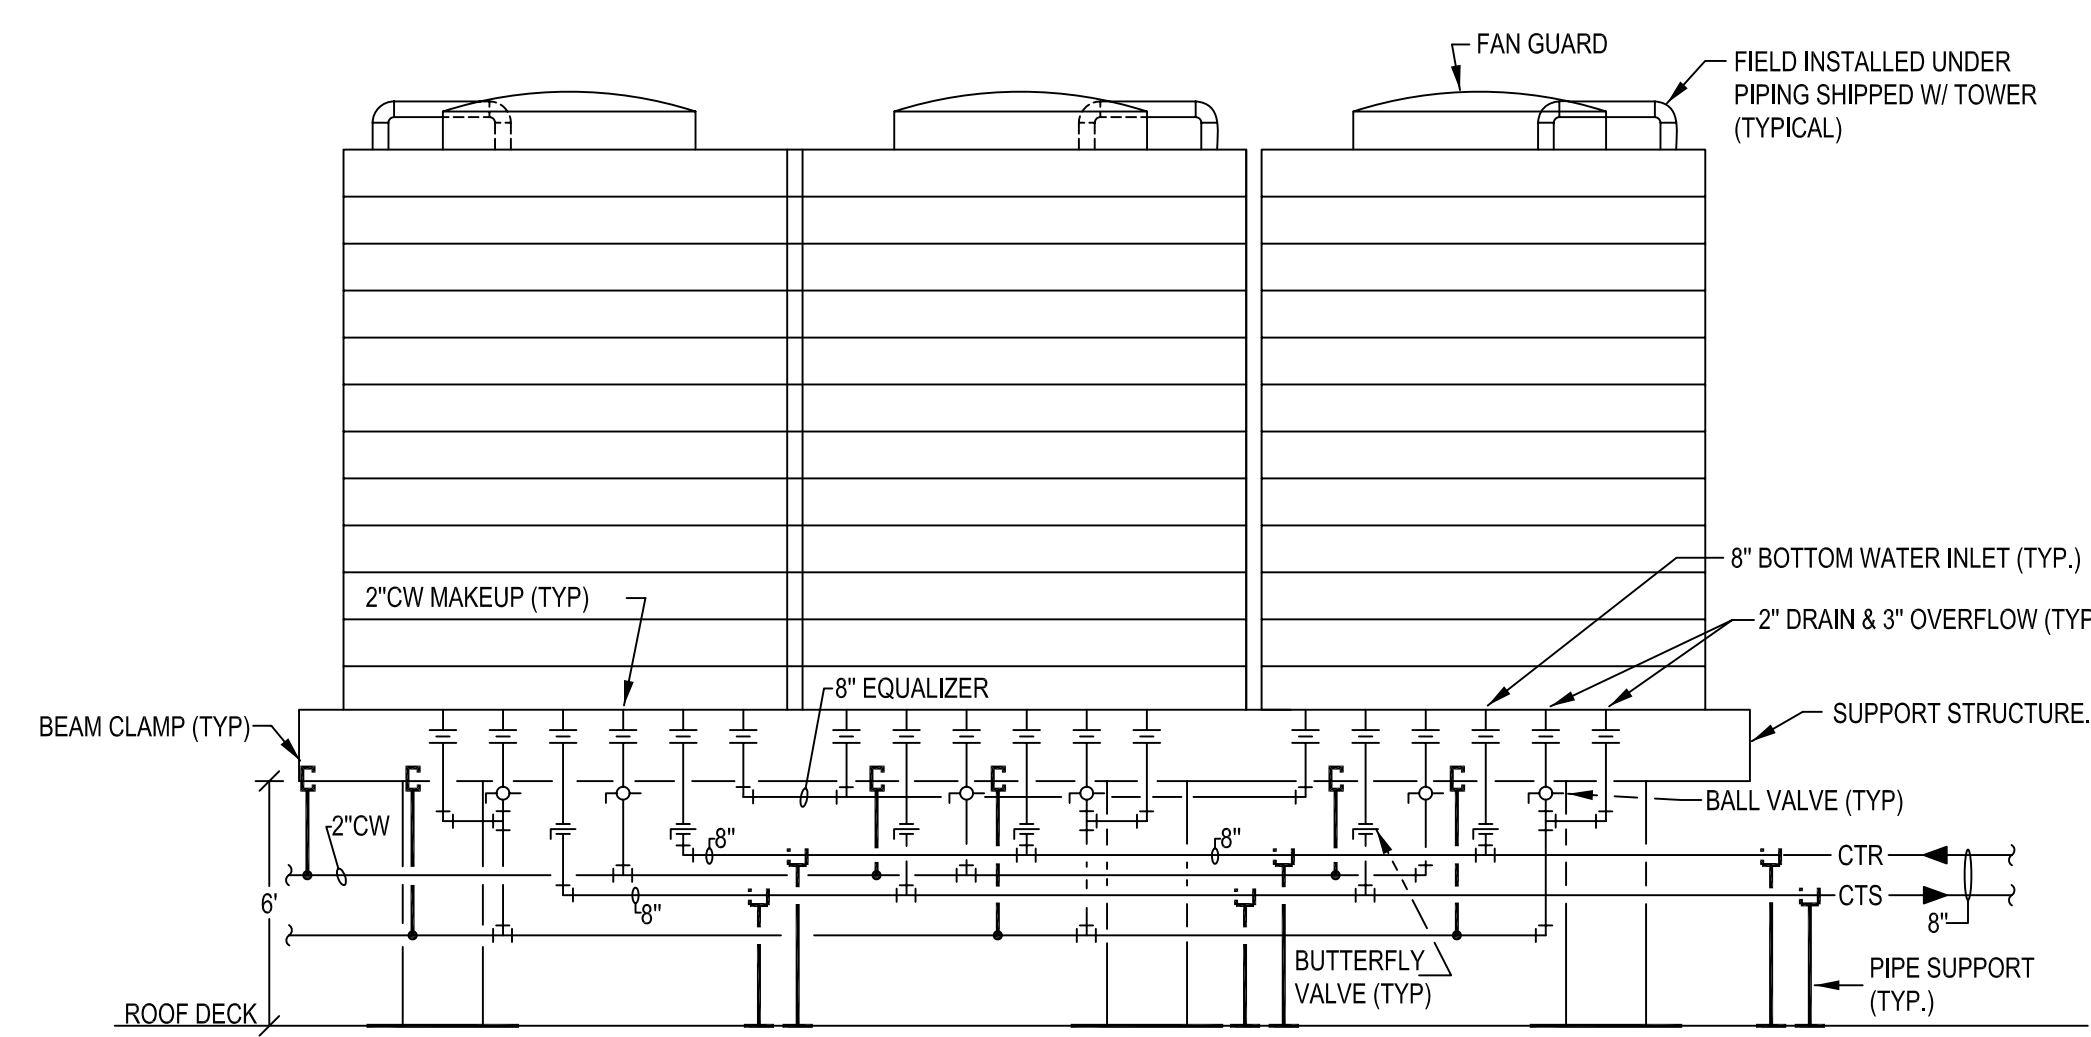 FAN GUARD
FIELD INSTALLED UNDER
PIPING SHIPPED W/ TOWER
(TYPICAL)
8" BOTTOM WATER INLET (TYP.)
2"CW MAKEUP (TYP)
2" DRAIN & 3" OVERFLOW (TYP
8" EQUALIZER
BEAM CLAMP (TYP)
SUPPORT STRUCTURE.
BALL VALVE (TYP)
2"CW
8"
8"
CTR
CTS
6'
8"
8"
BUTTERFLY
VALVE (TYP)
PIPE SUPPORT
(TYP.)
ROOF DECK